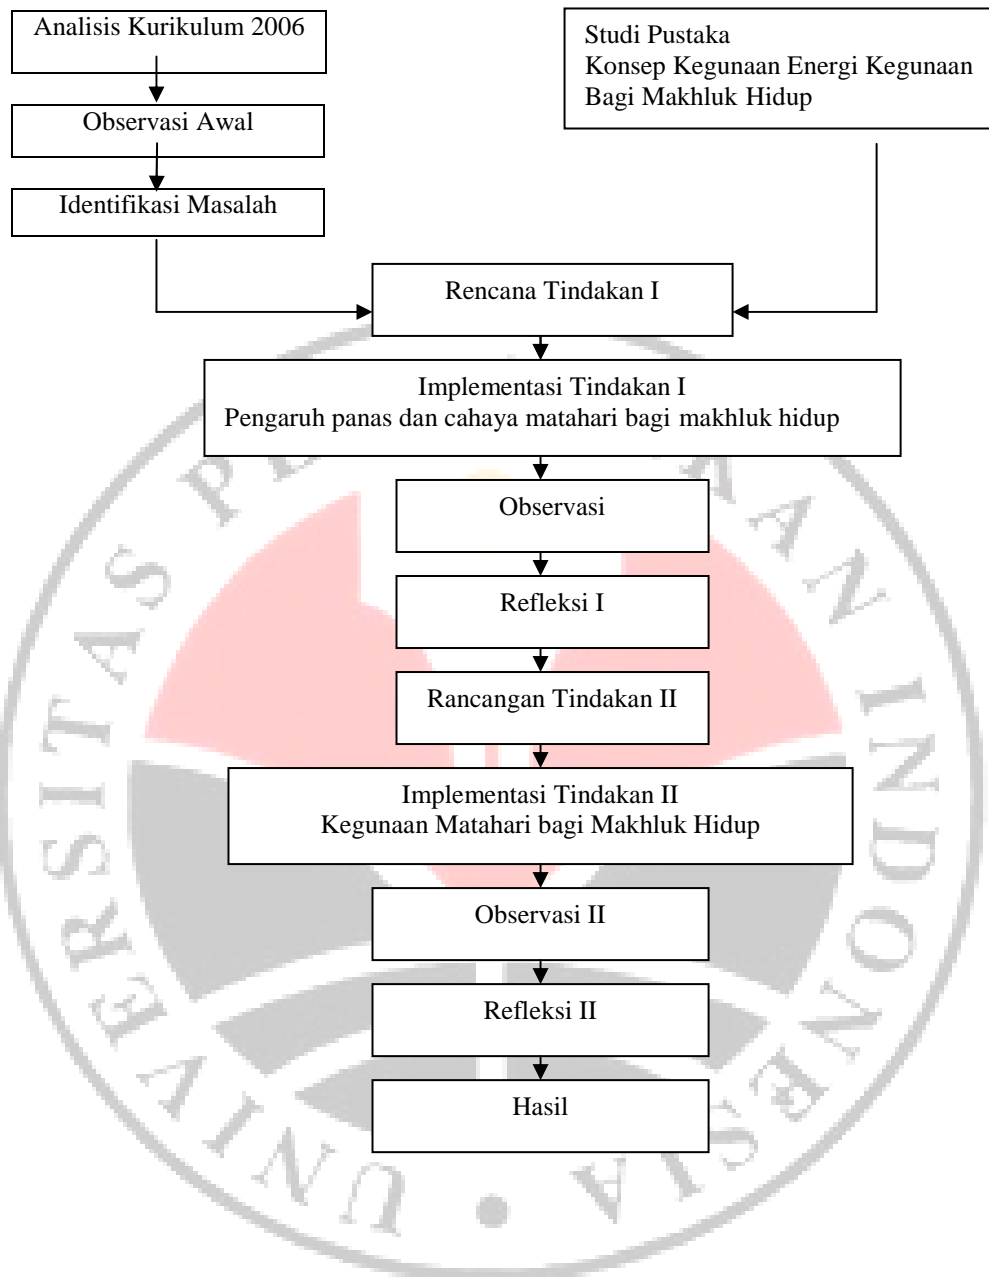 Analisis Kurikulum 2006
Studi Pustaka
Konsep Kegunaan Energi Kegunaan
Bagi Makhluk Hidup
Observasi Awal
Identifikasi Masalah
Rencana Tindakan I
Implementasi Tindakan I
Pengaruh panas dan cahaya matahari bagi makhluk hidup
Observasi
Refleksi I
Rancangan Tindakan II
Implementasi Tindakan II
Kegunaan Matahari bagi Makhluk Hidup
Observasi II
Refleksi II
Hasil
UNIVERSITAS
INDONESIA